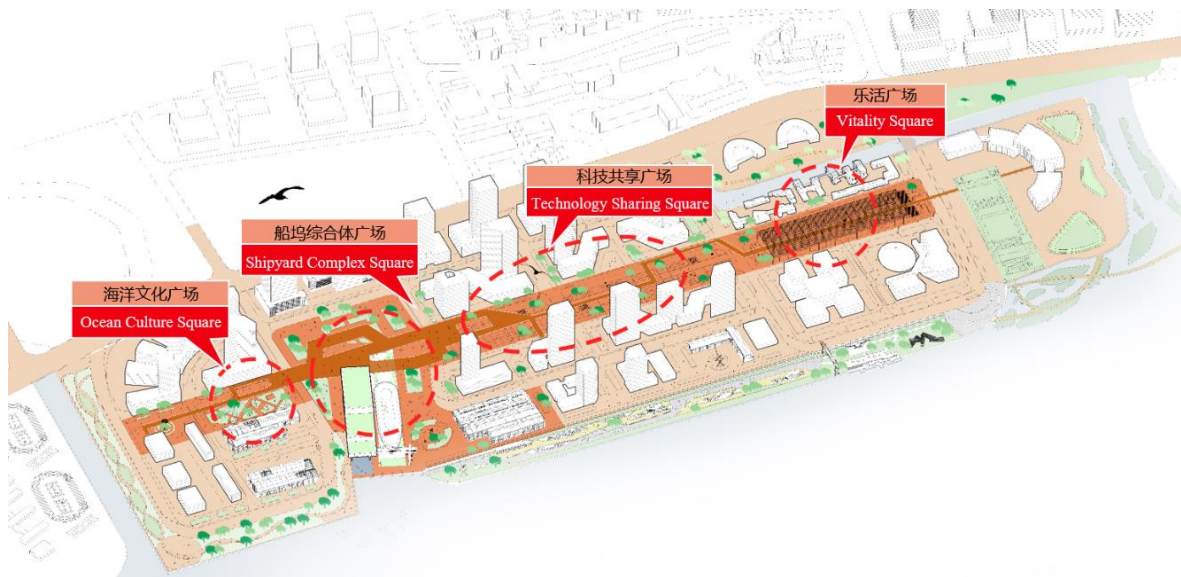 乐活广场
Vitality Square
科技共享广场
Technology Sharing Square
船坞综合体广场
Shipyard Complex Square
海洋文化广场
Ocean Culture Square